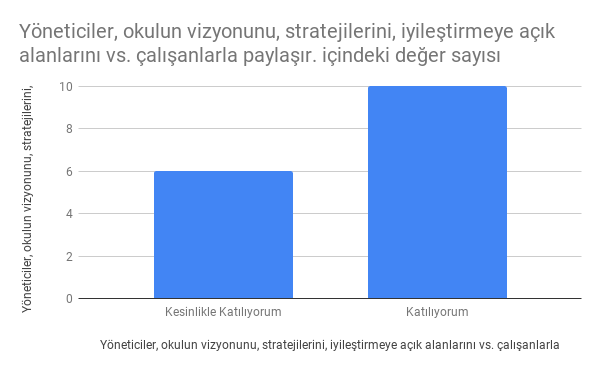 Yöneticiler, okulun vizyonunu, stratejilerini, iyileştirmeye açık
alanlarını vs. çalışanlarla paylaşır. içindeki değer sayısı
Yöneticiler, okulun vizyonunu, stratejilerini,
10
8
6
4
2
0
Kesinlikle Katılıyorum
Katılıyorum
Yöneticiler, okulun vizyonunu, stratejilerini, iyileştirmeye açık alanlarını vs. çalışanlarla